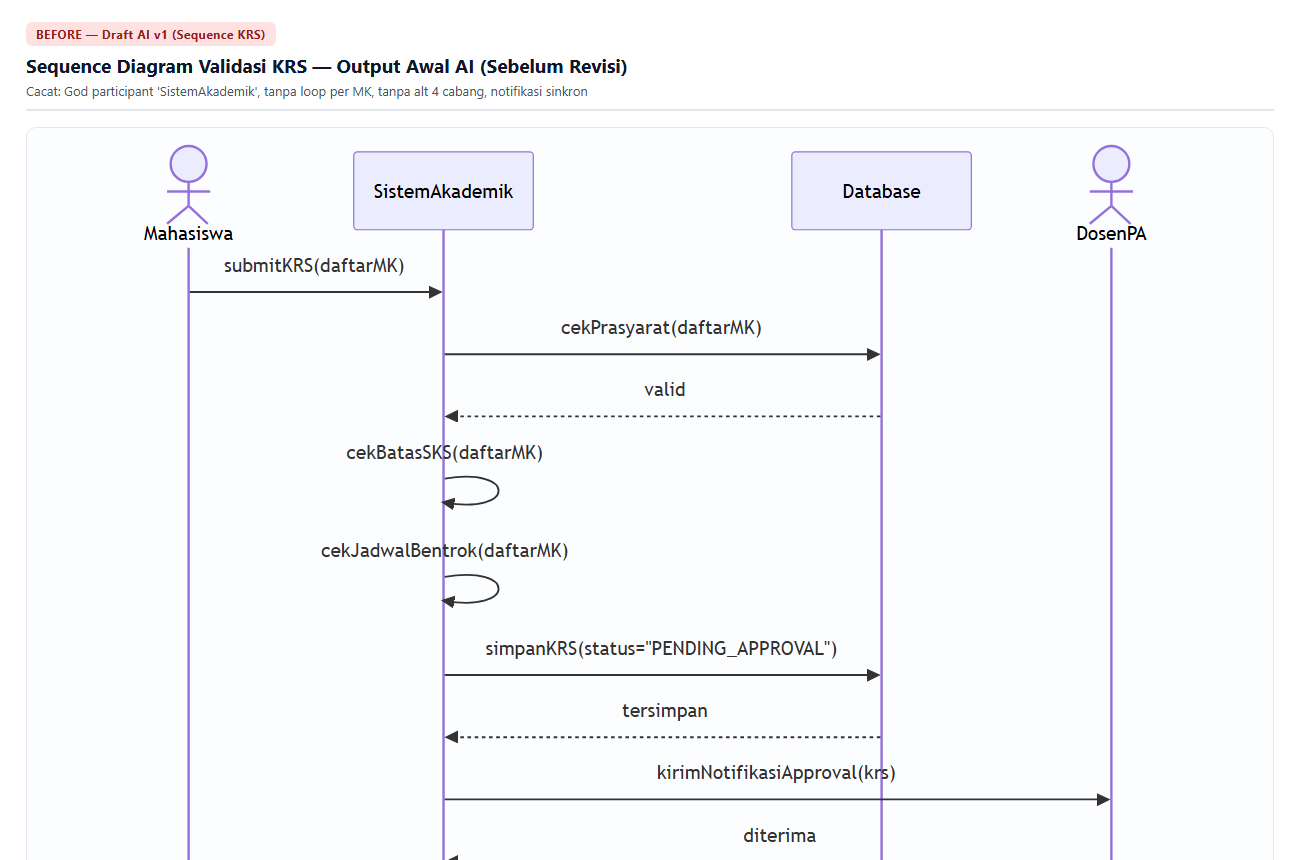 BEFORE — Draft AI v1 (Sequence KRS)
Sequence Diagram Validasi KRS — Output Awal AI (Sebelum Revisi)
Cacat: God participant 'SistemAkademik', tanpa loop per MK, tanpa alt 4 cabang, notifikasi sinkron
SistemAkademik
Database
Mahasiswa
DosenPA
submitKRS(daftarMK)
cekPrasyarat(daftarMK)
valid
cekBatasSKS(daftarMK)
cekJadwalBentrok(daftarMK)
simpanKRS(status="PENDING_APPROVAL")
tersimpan
kirimNotifikasiApproval(krs)
diterima